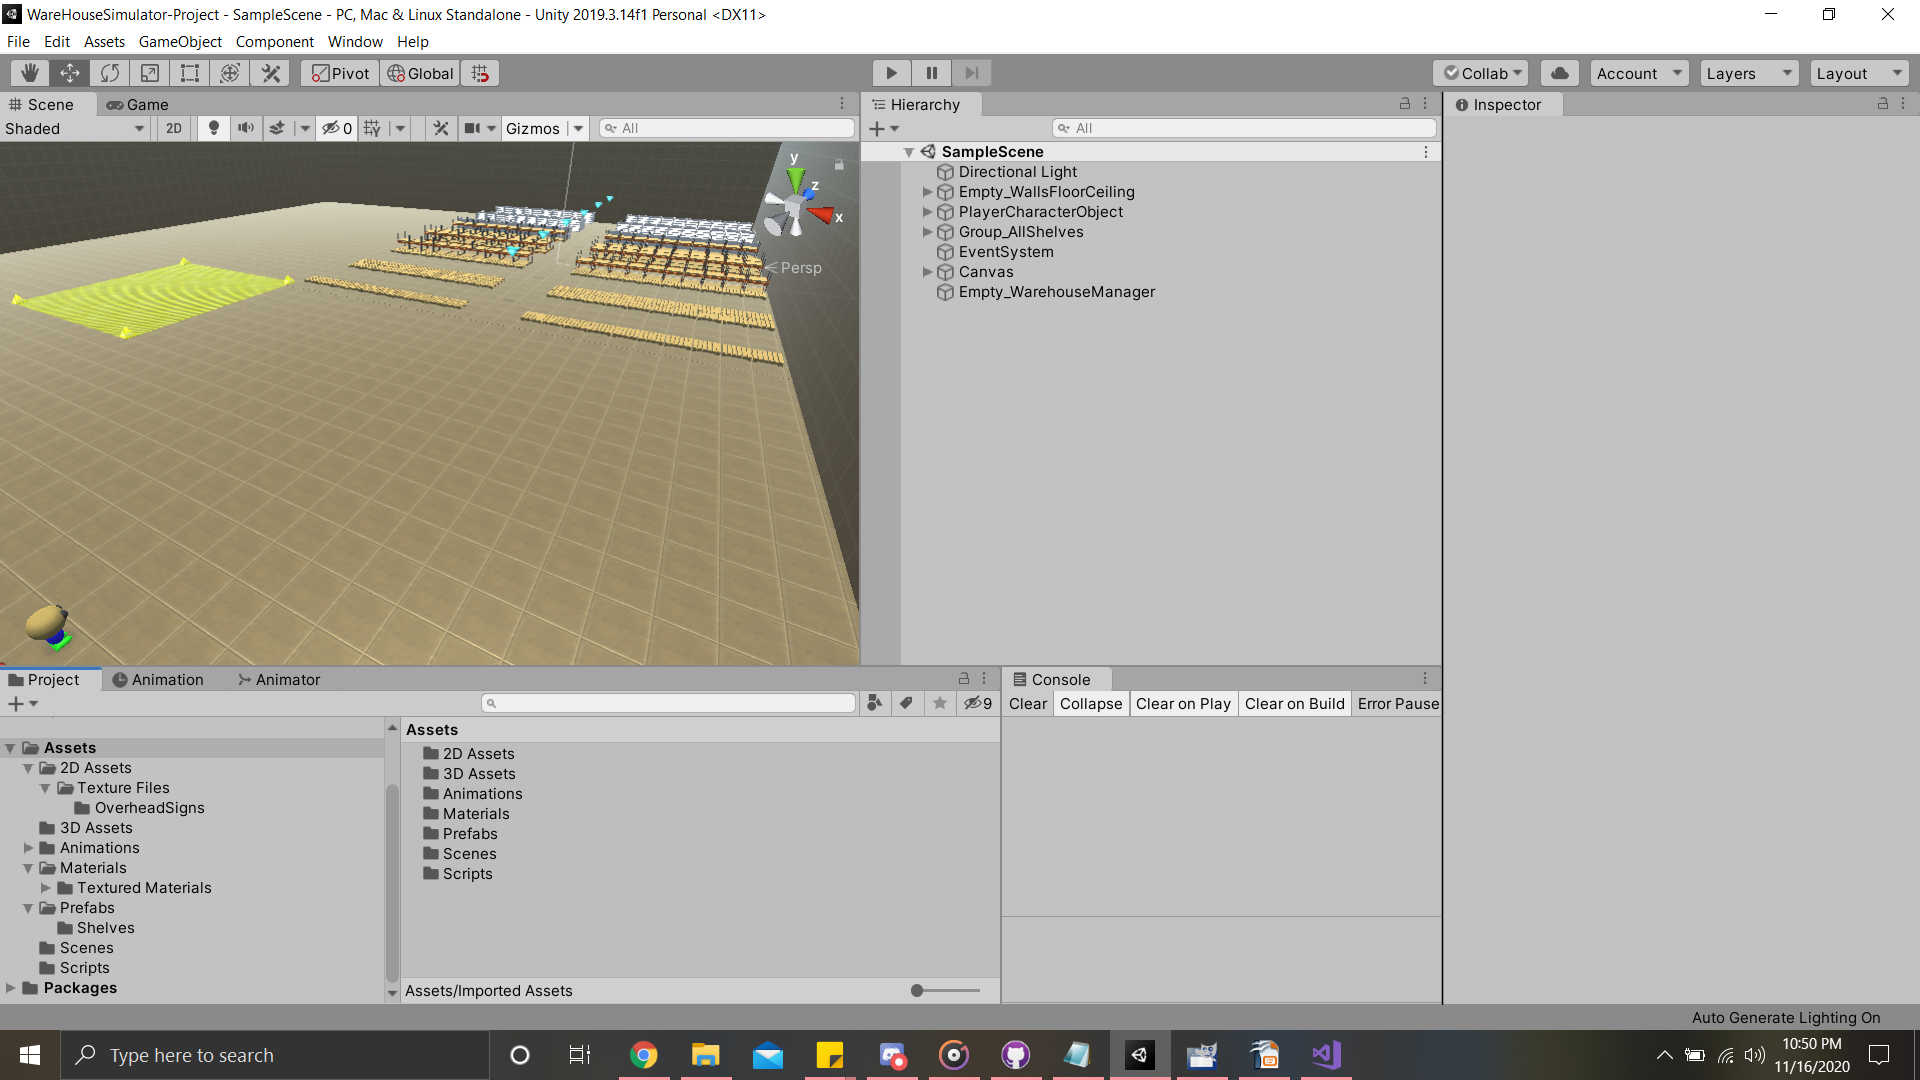 WareHouseSimulator-Project - SampleScene - PC, Mac & Linux Standalone - Unity 2019.3.14f1 Personal <DX11>
File Edit Assets GameObject Component Window Help
Pivot Global Collab Account Layers Layout
Scene Game
Hierarchy
Inspector
Shaded 2D 0 Gizmos All
All
SampleScene
Directional Light
Empty_WallsFloorCeiling
PlayerCharacterObject
Group_AllShelves
EventSystem
Canvas
Empty_WarehouseManager
y
z
x
Persp
Project Animation Animator
9
Console
Clear Collapse Clear on Play Clear on Build Error Pause
Assets
2D Assets
Texture Files
OverheadSigns
3D Assets
Animations
Materials
Textured Materials
Prefabs
Shelves
Scenes
Scripts
Packages
Assets
2D Assets
3D Assets
Animations
Materials
Prefabs
Scenes
Scripts
Assets/Imported Assets
Auto Generate Lighting On
Type here to search
10:50 PM
11/16/2020